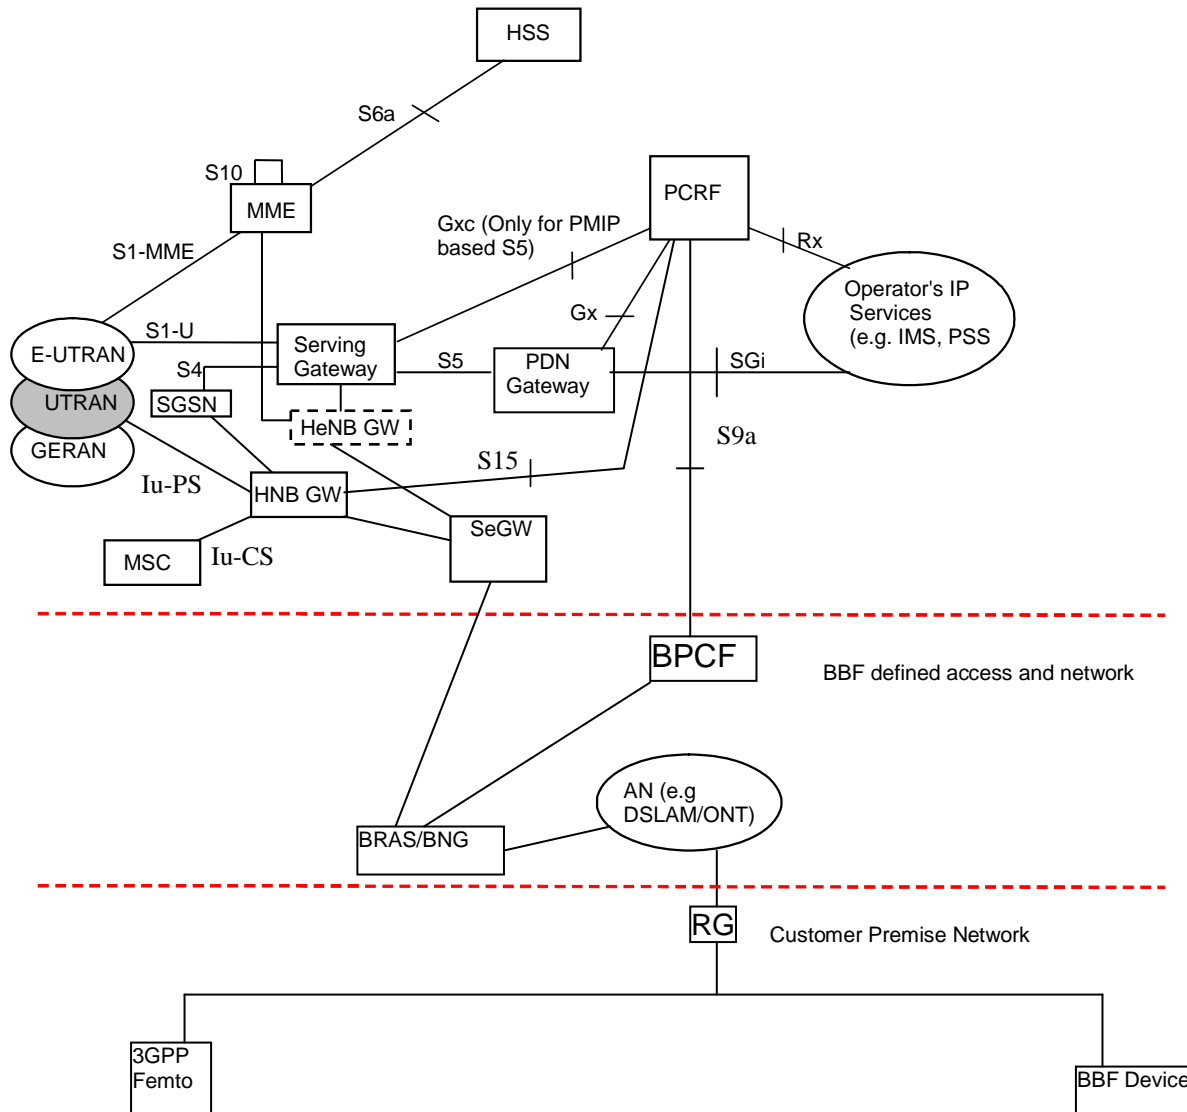 HSS
S6a
S10
MME
PCRF
Gxc (Only for PMIP
based S5)
Rx
S1-MME
Operator's IP
Services
(e.g. IMS, PSS
Gx
S1-U
E-UTRAN
Serving
Gateway
S5
PDN
Gateway
SGi
S4
UTRAN
SGSN
HeNB GW
S9a
GERAN
S15
Iu-PS
HNB GW
SeGW
MSC
Iu-CS
BPCF
BBF defined access and network
AN (e.g
DSLAM/ONT)
BRAS/BNG
RG
Customer Premise Network
3GPP
Femto
BBF Device